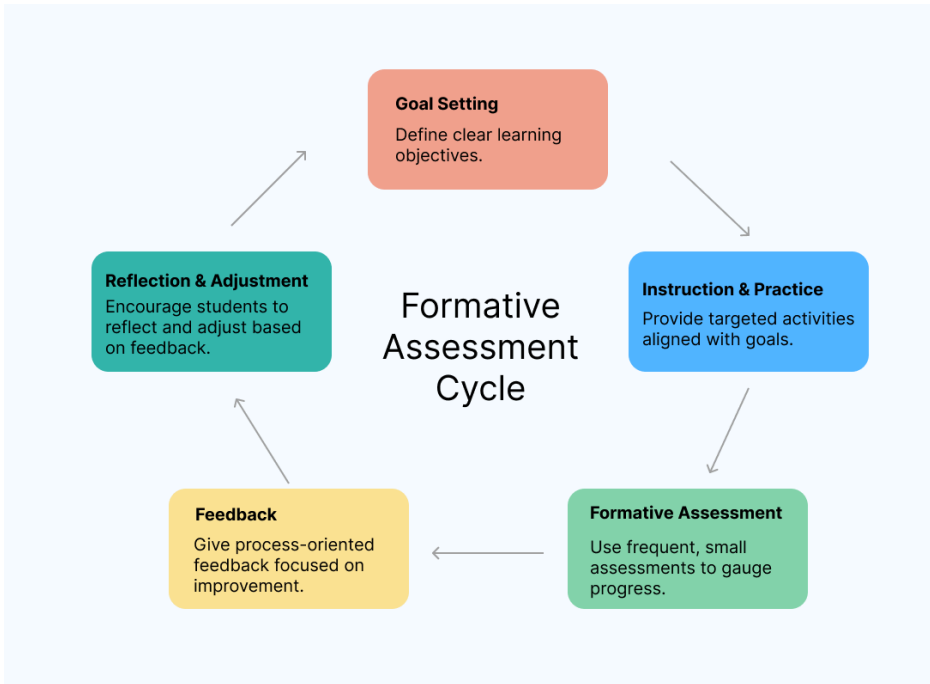 Goal Setting
Define clear learning
objectives.
Instruction & Practice
Provide targeted activities
aligned with goals.
Formative Assessment
Use frequent, small
assessments to gauge
progress.
Feedback
Give process-oriented
feedback focused on
improvement.
Reflection & Adjustment
Encourage students to
reflect and adjust based
on feedback.
Formative
Assessment
Cycle